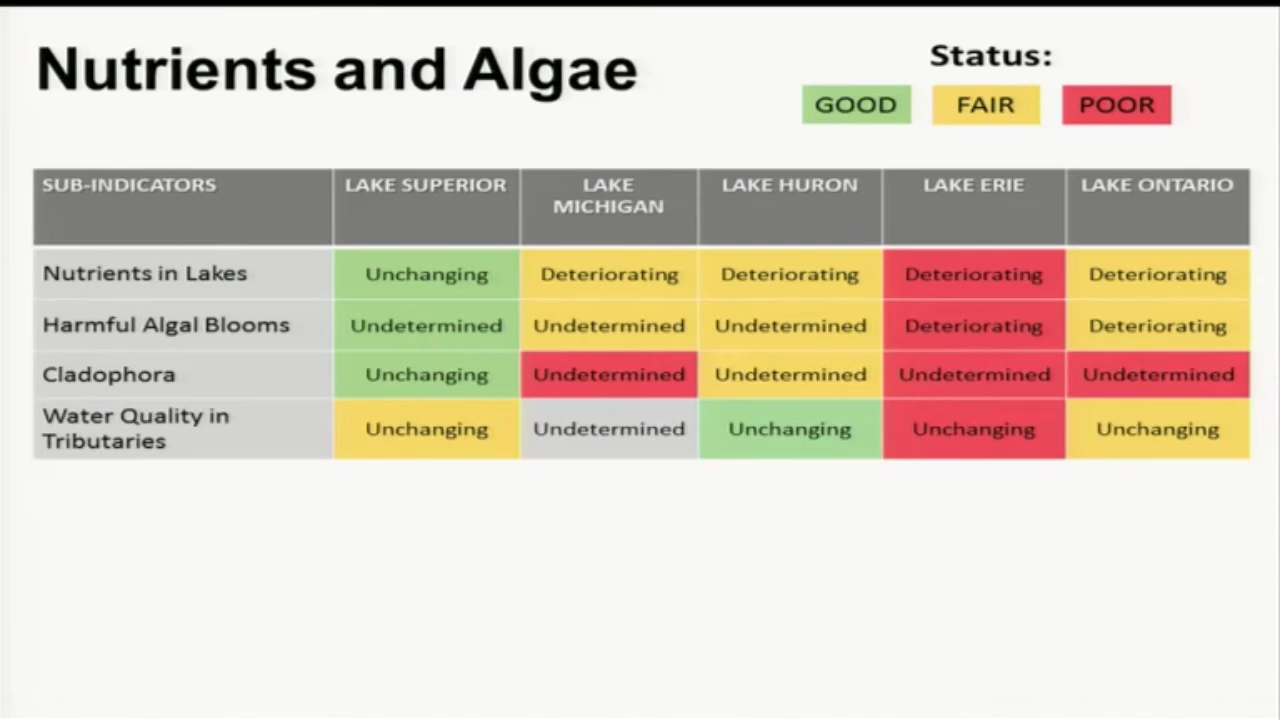 Nutrients and Algae
Status:
GOOD FAIR POOR
SUB-INDICATORS LAKE SUPERIOR LAKE MICHIGAN LAKE HURON LAKE ERIE LAKE ONTARIO
Nutrients in Lakes Unchanging Deteriorating Deteriorating Deteriorating Deteriorating
Harmful Algal Blooms Undetermined Undetermined Undetermined Deteriorating Deteriorating
Cladophora Unchanging Undetermined Undetermined Undetermined Undetermined
Water Quality in Tributaries Unchanging Undetermined Unchanging Unchanging Unchanging